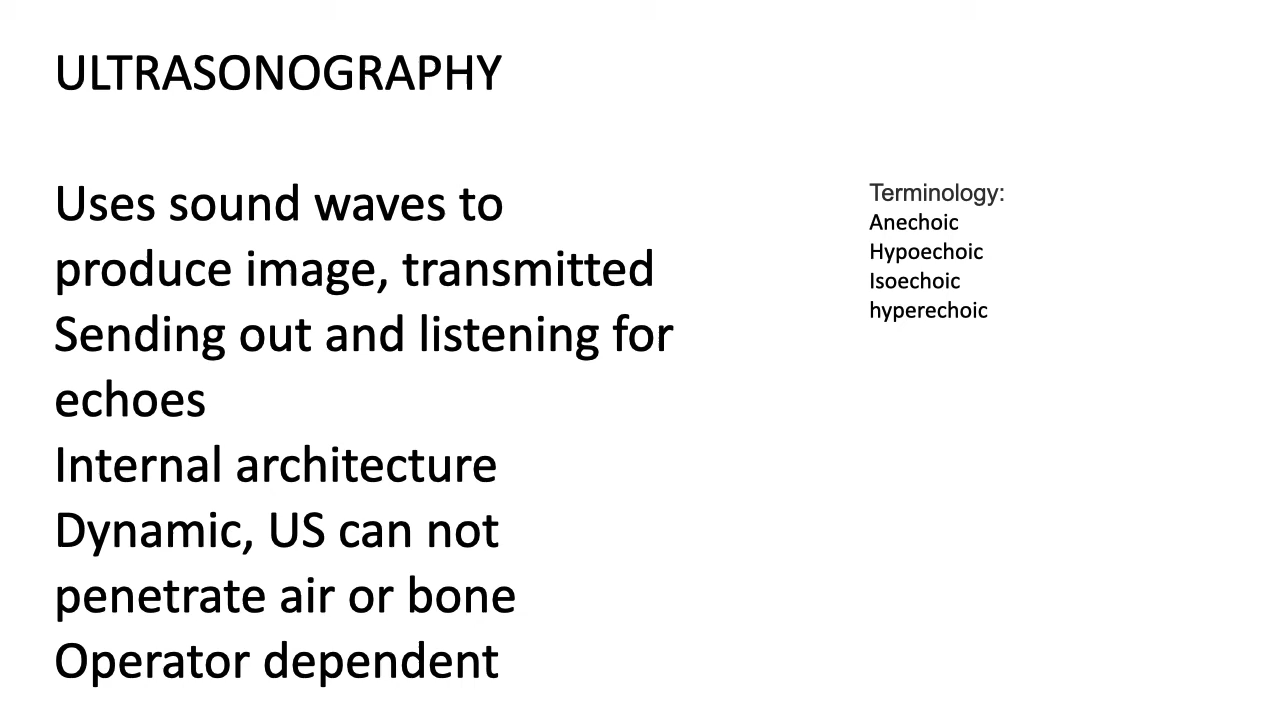 ULTRASONOGRAPHY
Uses sound waves to
produce image, transmitted
Sending out and listening for
echoes
Internal architecture
Dynamic, US can not
penetrate air or bone
Operator dependent
Terminology:
Anechoic
Hypoechoic
Isoechoic
hyperechoic